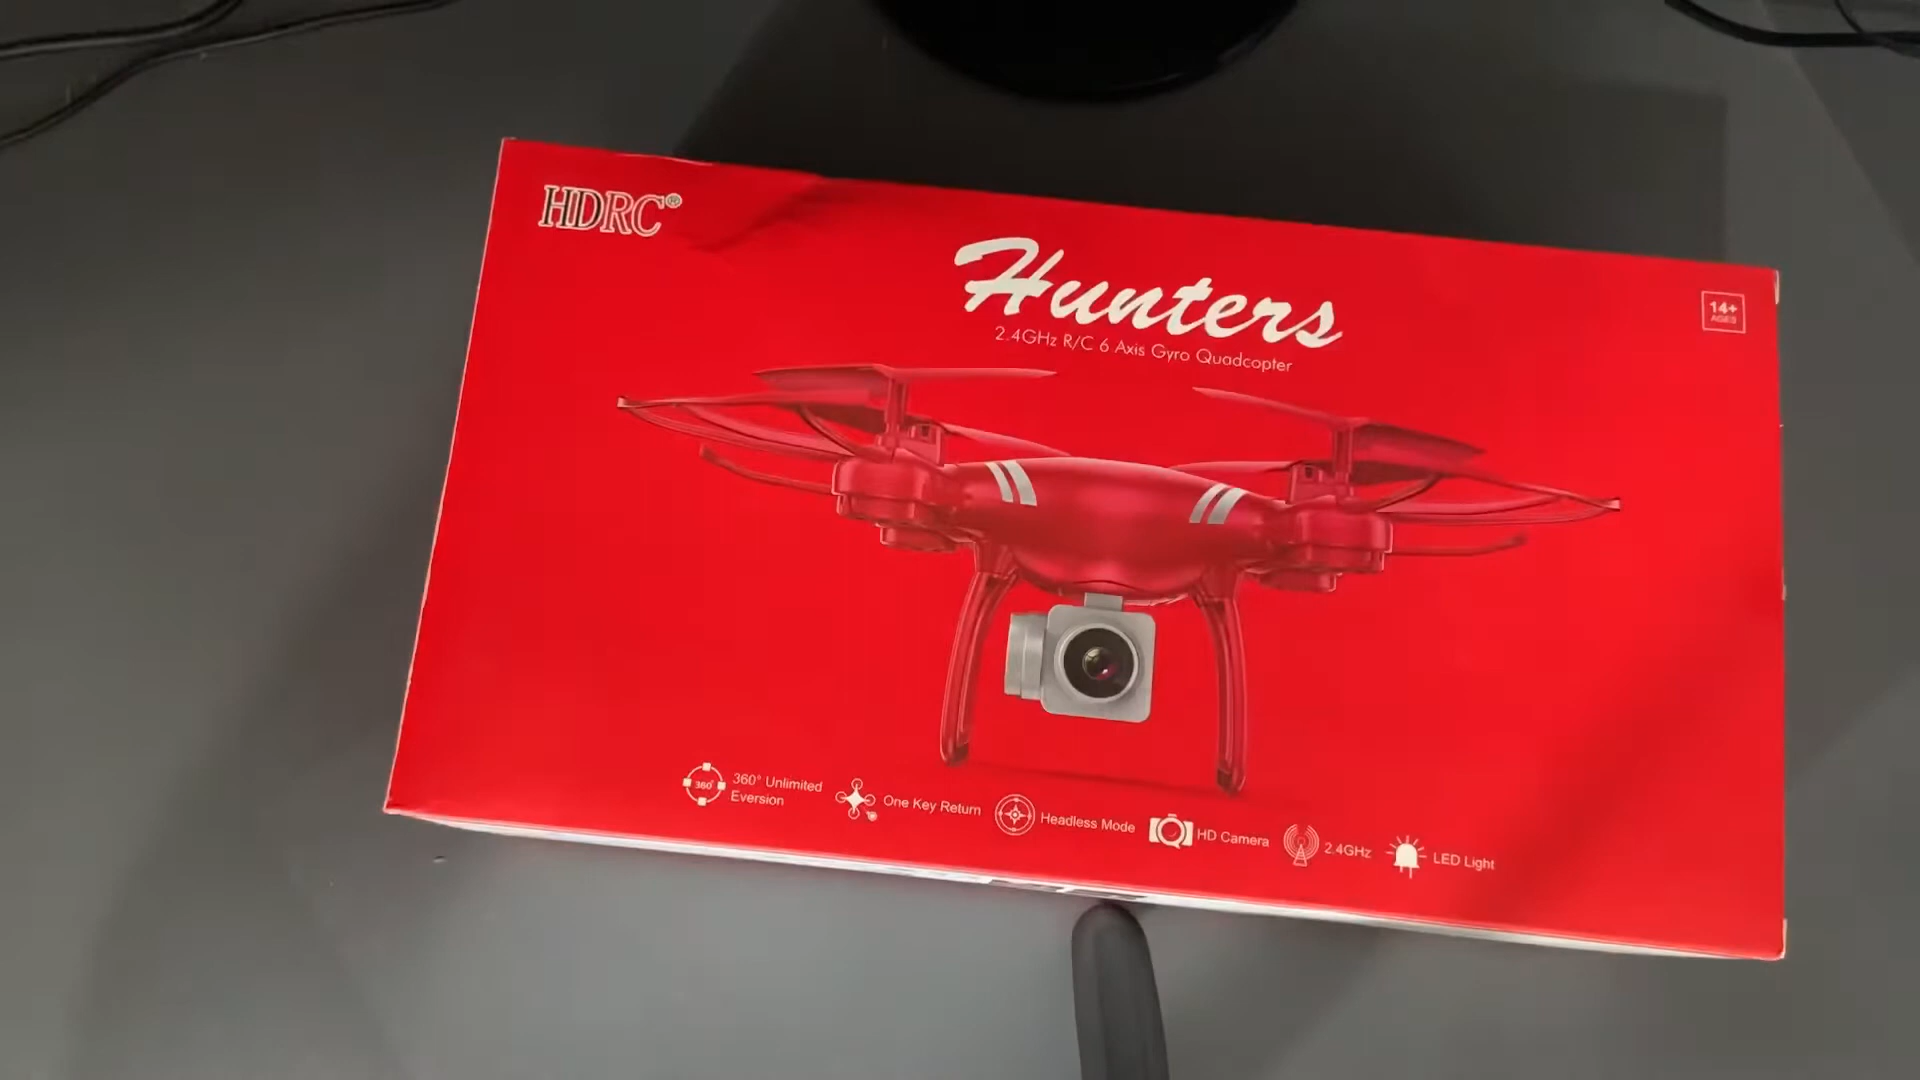 HDRC®
Hunters
2.4GHz R/C 6 Axis Gyro Quadcopter
14+
AGES
360°
360° Unlimited
Eversion
One Key Return
Headless Mode
HD Camera
2.4GHz
LED Light